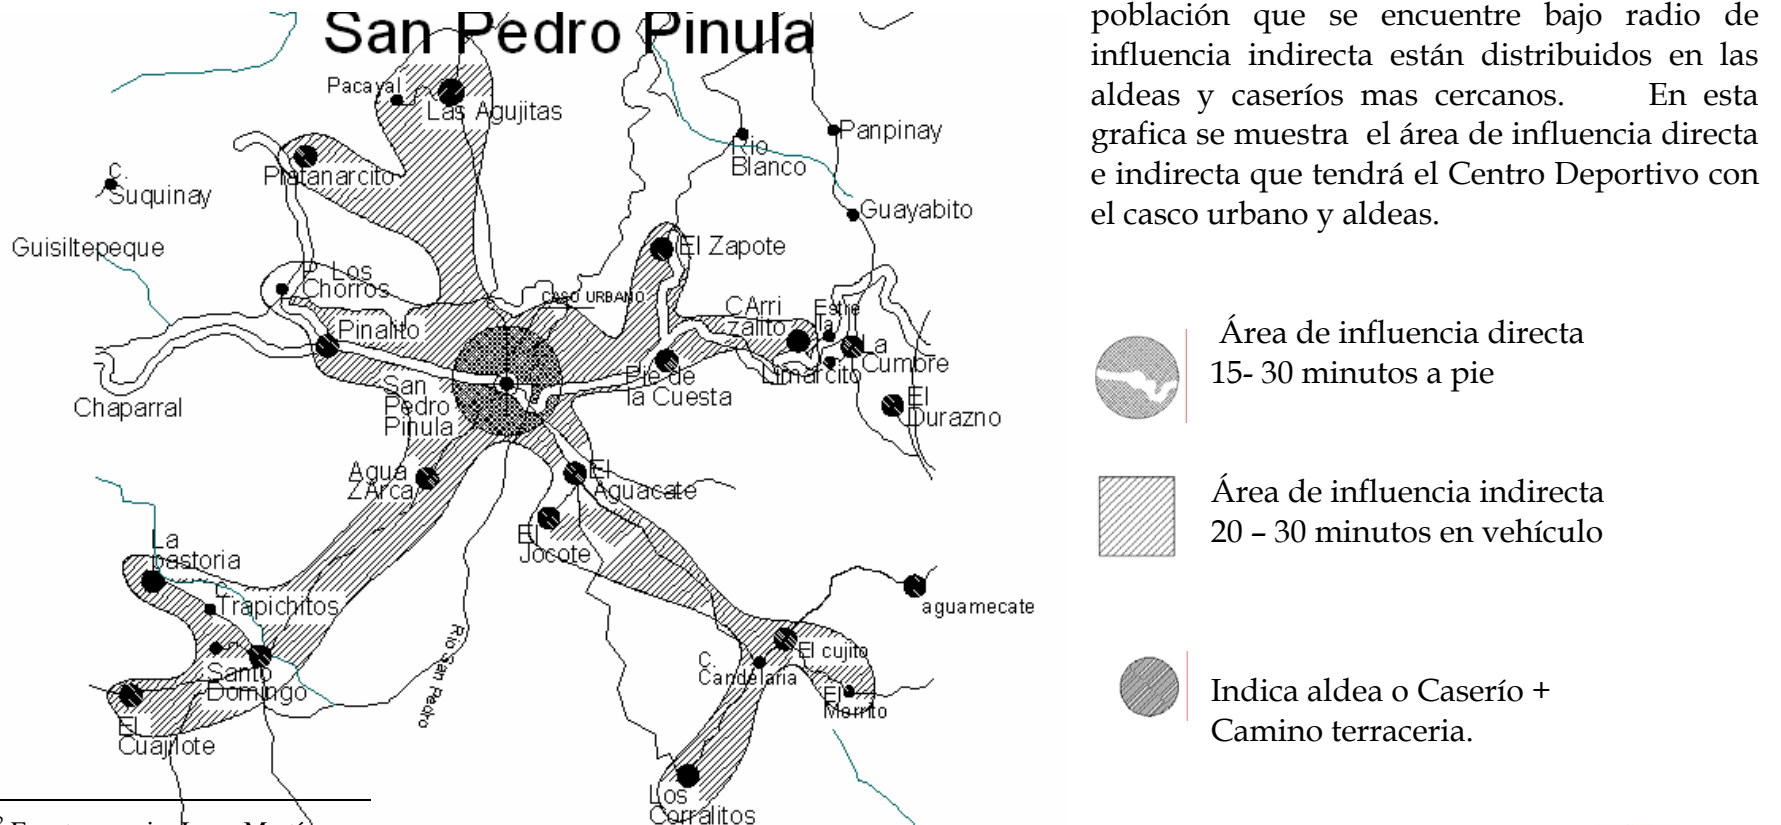 San Pedro Pinula
Pacayal
Las Agujitas
Platanarcito
C.
Suquinay
Guisiltepeque
P. Los
Chorros
Pinalito
Chaparral
San
Pedro
Pinula
CASO URBANO
El Zapote
Rio
Blanco
Panpinay
Guayabito
CArri
zalito
Estre
lla
La
Cumbre
Limarcito
El
Durazno
Pie de
la Cuesta
Agua
ZArca
El
Aguacate
El
Jocote
La
pastoria
C.
Trapichitos
Santo
Domingo
El
Cuajilote
Rio San Pedro
aguamecate
El cujito
C.
Candelaria
El
Morrito
Los
Corralitos
población que se encuentre bajo radio de
influencia indirecta están distribuidos en las
aldeas y caseríos mas cercanos. En esta
grafica se muestra el área de influencia directa
e indirecta que tendrá el Centro Deportivo con
el casco urbano y aldeas.
Área de influencia directa
15- 30 minutos a pie
Área de influencia indirecta
20 – 30 minutos en vehículo
Indica aldea o Caserío +
Camino terraceria.